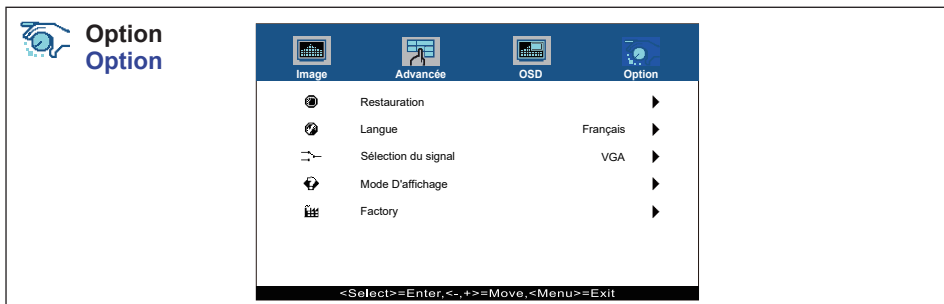 Option
Option
Image Advancée OSD Option
Restauration
Langue Français
Sélection du signal VGA
Mode D'affichage
Factory
<Select>=Enter,<-,+>=Move,<Menu>=Exit